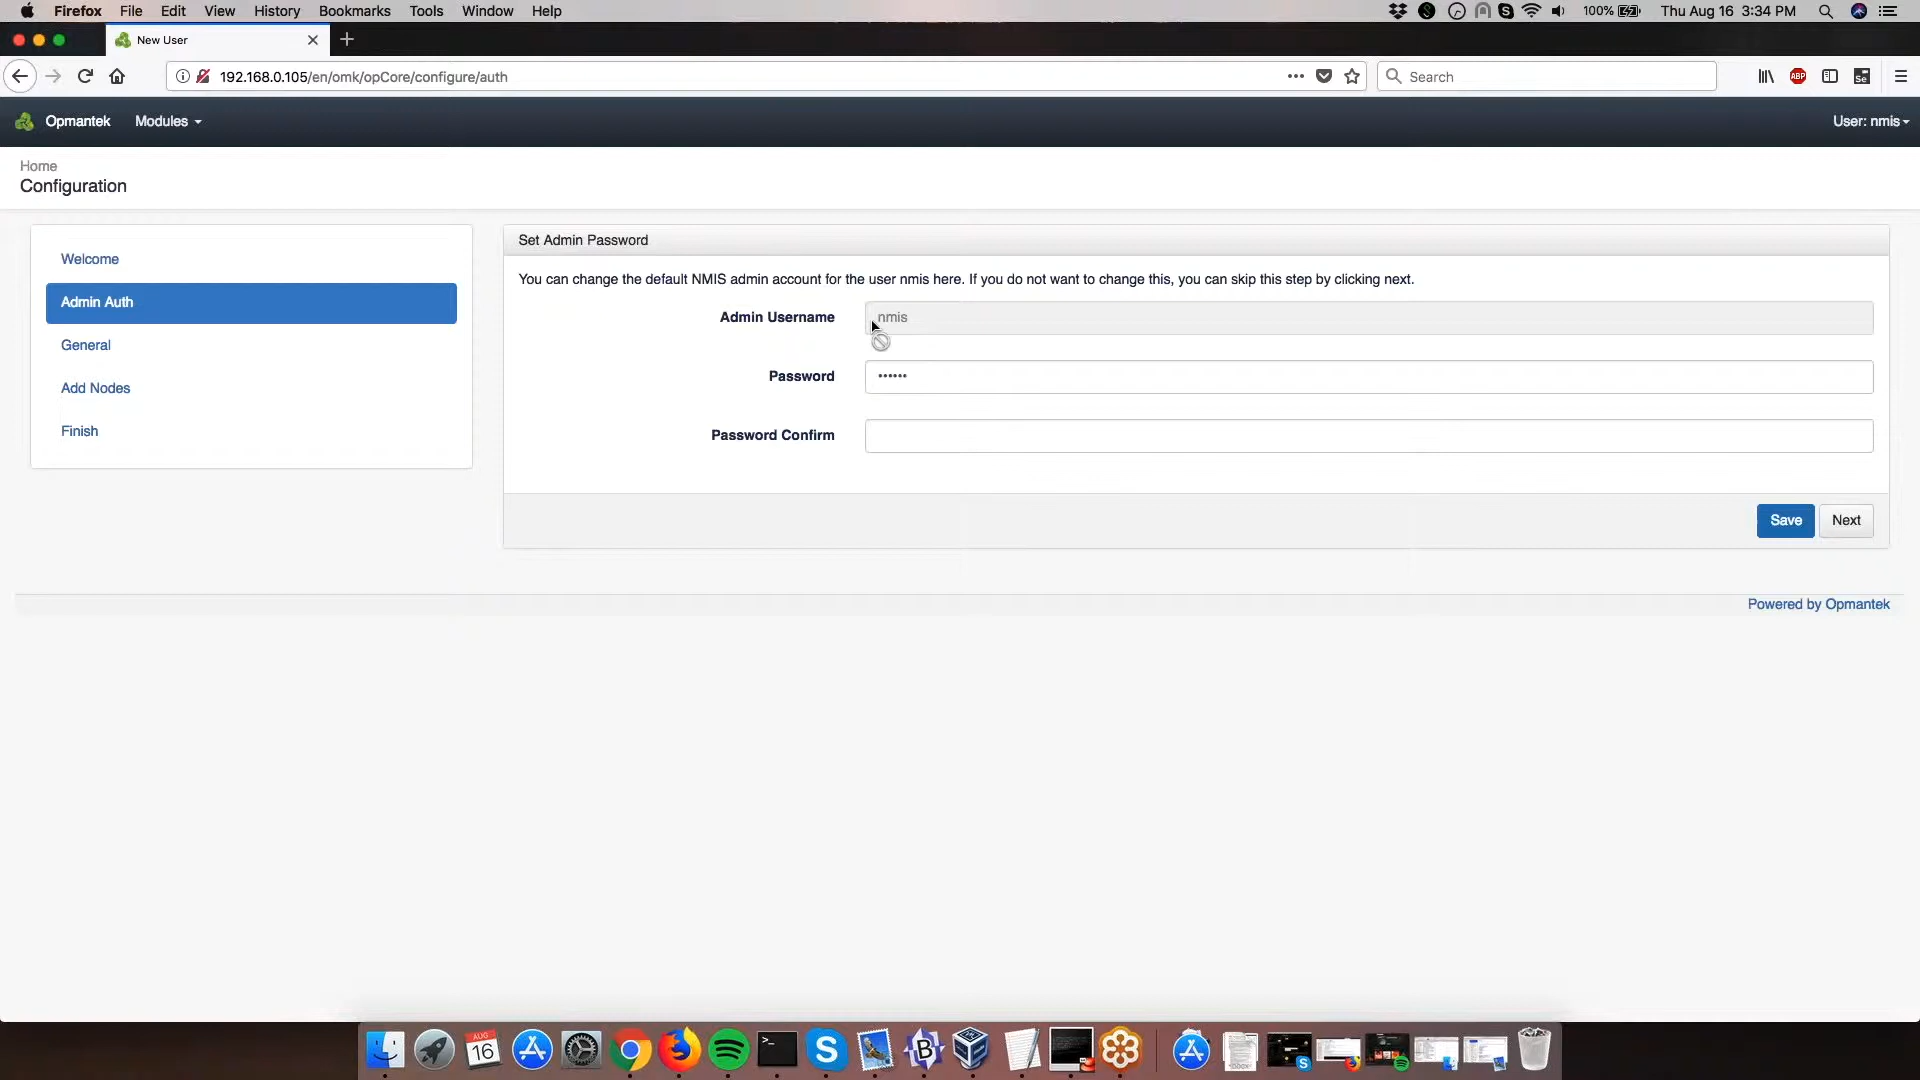 Firefox File Edit View History Bookmarks Tools Window Help 100% Thu Aug 16 3:34 PM
New User
192.168.0.105/en/omk/opCore/configure/auth Search ABP Se
Opmantek Modules User: nmis
Home
Configuration
Welcome
Admin Auth
General
Add Nodes
Finish
Set Admin Password
You can change the default NMIS admin account for the user nmis here. If you do not want to change this, you can skip this step by clicking next.
Admin Username nmis
Password ••••••
Password Confirm
Save Next
Powered by Opmantek
AUG
16